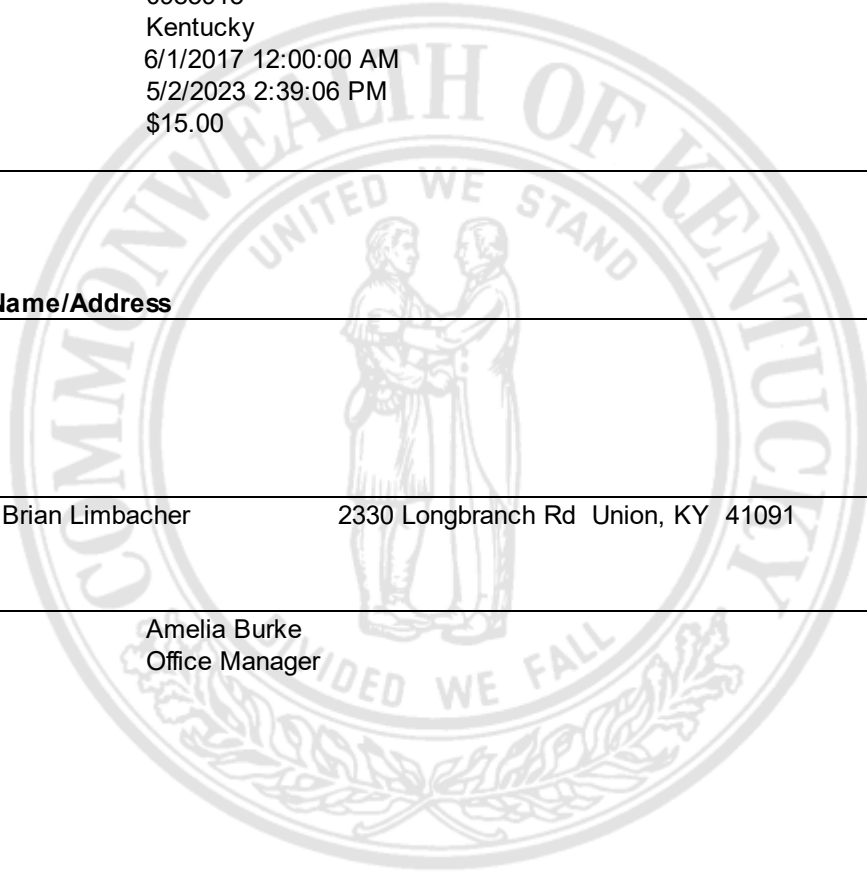 Kentucky
6/1/2017 12:00:00 AM
5/2/2023 2:39:06 PM
$15.00
COMMONWEALTH OF KENTUCKY
UNITED WE STAND
Name/Address
Brian Limbacher 2330 Longbranch Rd Union, KY 41091
Amelia Burke
Office Manager
DIVIDED WE FALL